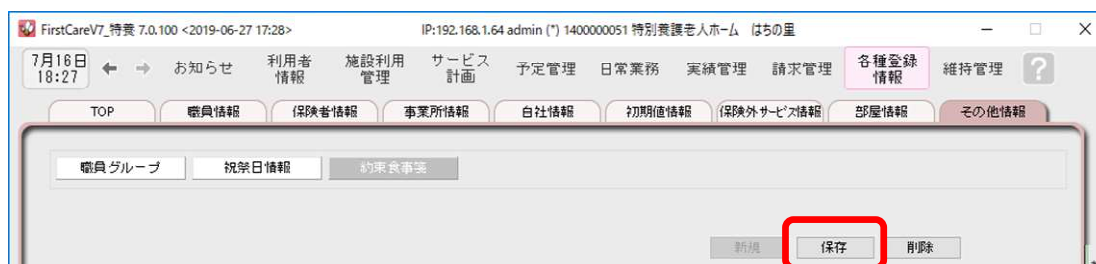 FirstCareV7_特養 7.0.100 <2019-06-27 17:28> IP:192.168.1.64 admin (*) 1400000051 特別養護老人ホーム はちの里
7月16日
18:27
お知らせ
利用者
情報
施設利用
管理
サービス
計画
予定管理
日常業務
実績管理
請求管理
各種登録
情報
維持管理
?
TOP 職員情報 保険者情報 事業所情報 自社情報 初期値情報 保険外サービス情報 部屋情報 その他情報
職員グループ 祝祭日情報 約束食事箋
新規 保存 削除